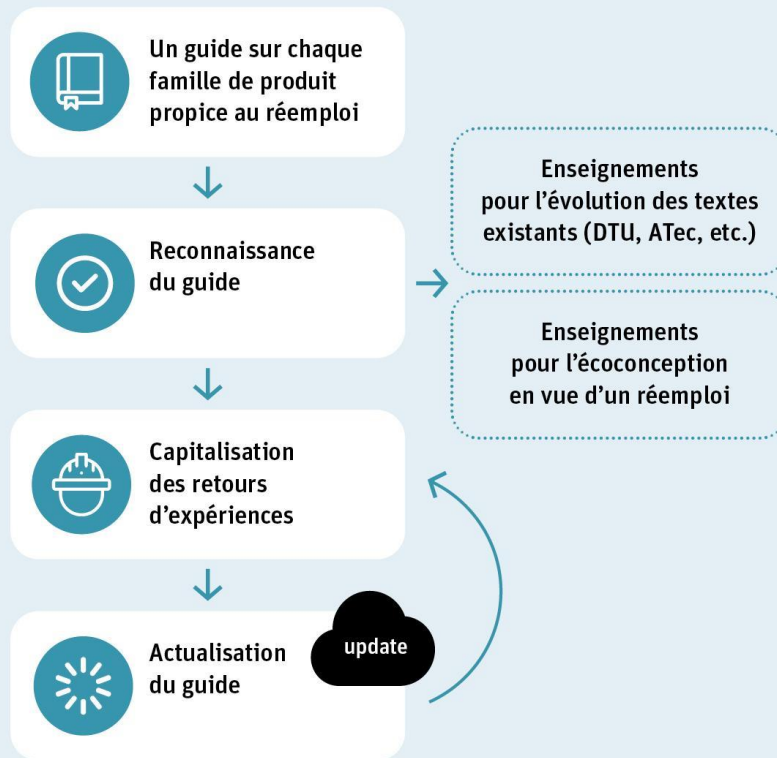 Un guide sur chaque
famille de produit
propice au réemploi
Reconnaissance
du guide
Enseignements
pour l’évolution des textes
existants (DTU, ATec, etc.)
Enseignements
pour l’écoconception
en vue d’un réemploi
Capitalisation
des retours
d’expériences
Actualisation
du guide
update